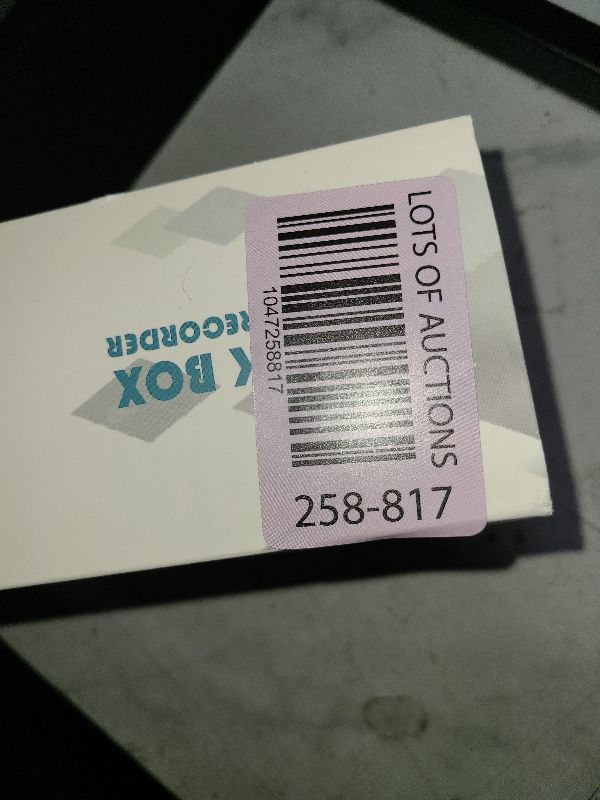 LOTS OF AUCTIONS
1047258817
258-817
K BOX
RECORDER